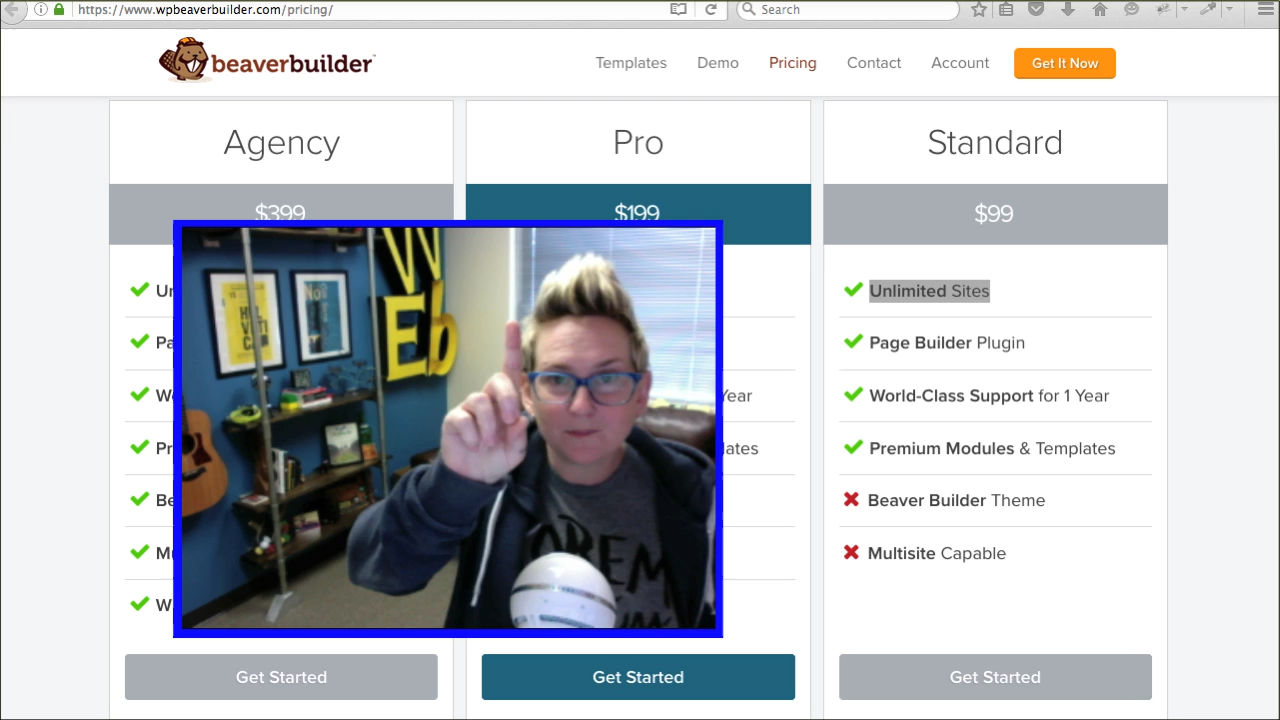 https://www.wpbeaverbuilder.com/pricing/
Search
beaverbuilder™
Templates
Demo
Pricing
Contact
Account
Get It Now
Agency
Pro
Standard
$399
$199
$99
Unlimited Sites
Page Builder Plugin
Year
World-Class Support for 1 Year
Premium Modules & Templates
Beaver Builder Theme
Multisite Capable
WEb
Get Started
Get Started
Get Started